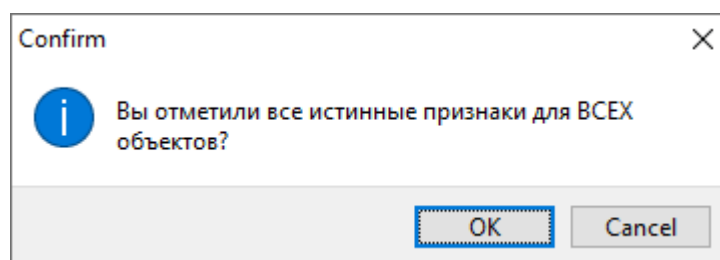 Confirm
Вы отметили все истинные признаки для ВСЕХ
объектов?
OK
Cancel